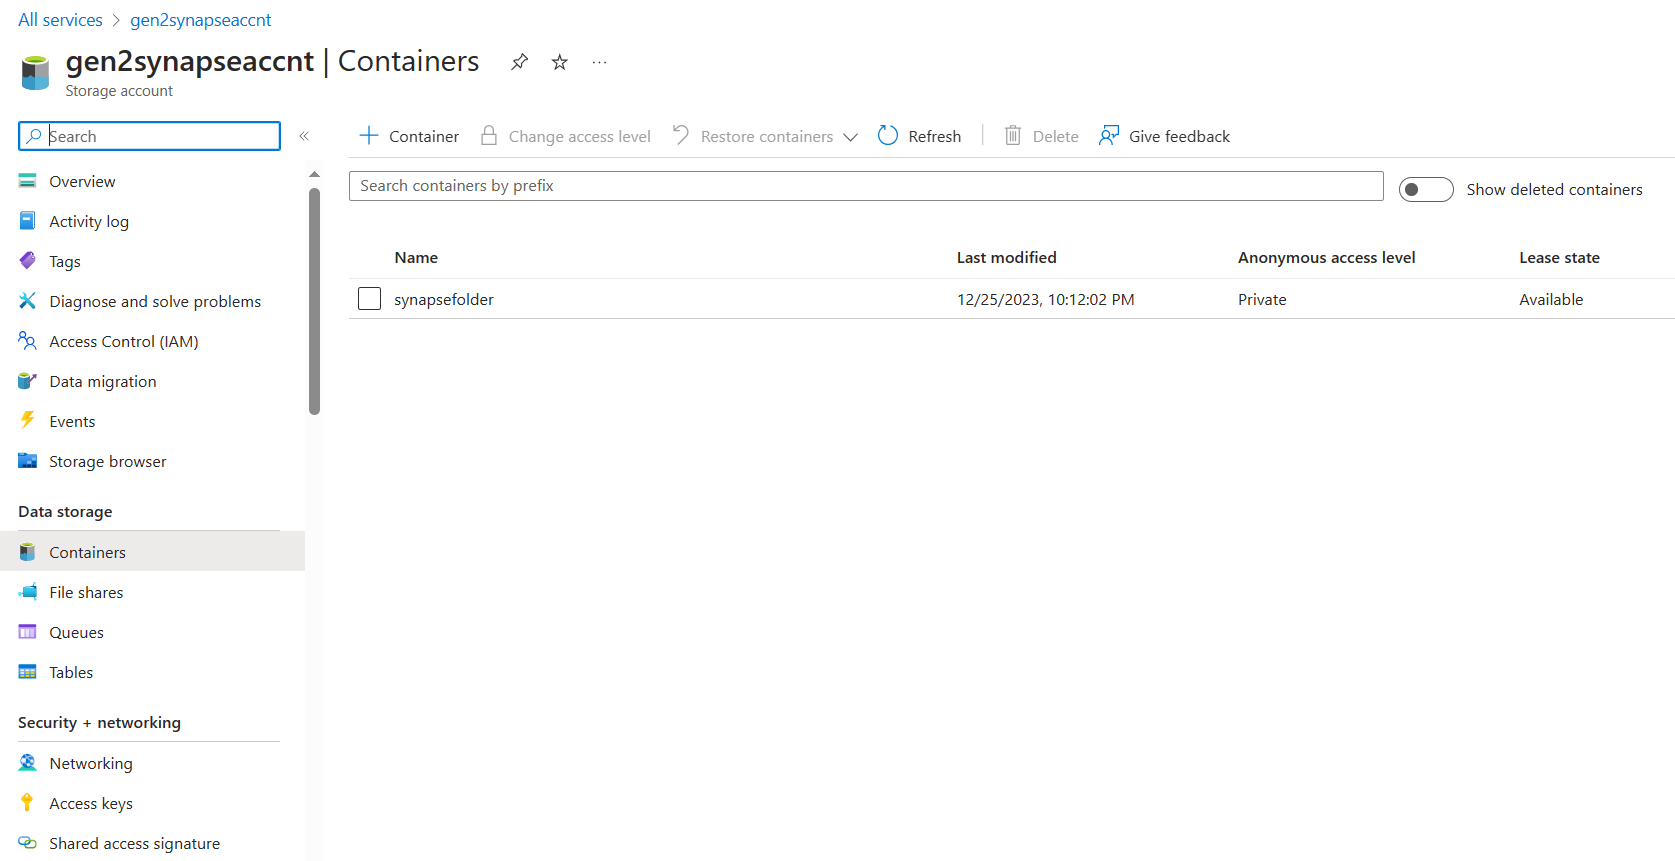 All services > gen2synapseaccnt
gen2synapseaccnt | Containers
Storage account
Search
Overview
Activity log
Tags
Diagnose and solve problems
Access Control (IAM)
Data migration
Events
Storage browser
Data storage
Containers
File shares
Queues
Tables
Security + networking
Networking
Access keys
Shared access signature
Container Change access level Restore containers Refresh Delete Give feedback
Search containers by prefix
Show deleted containers
Name Last modified Anonymous access level Lease state
synapsefolder 12/25/2023, 10:12:02 PM Private Available